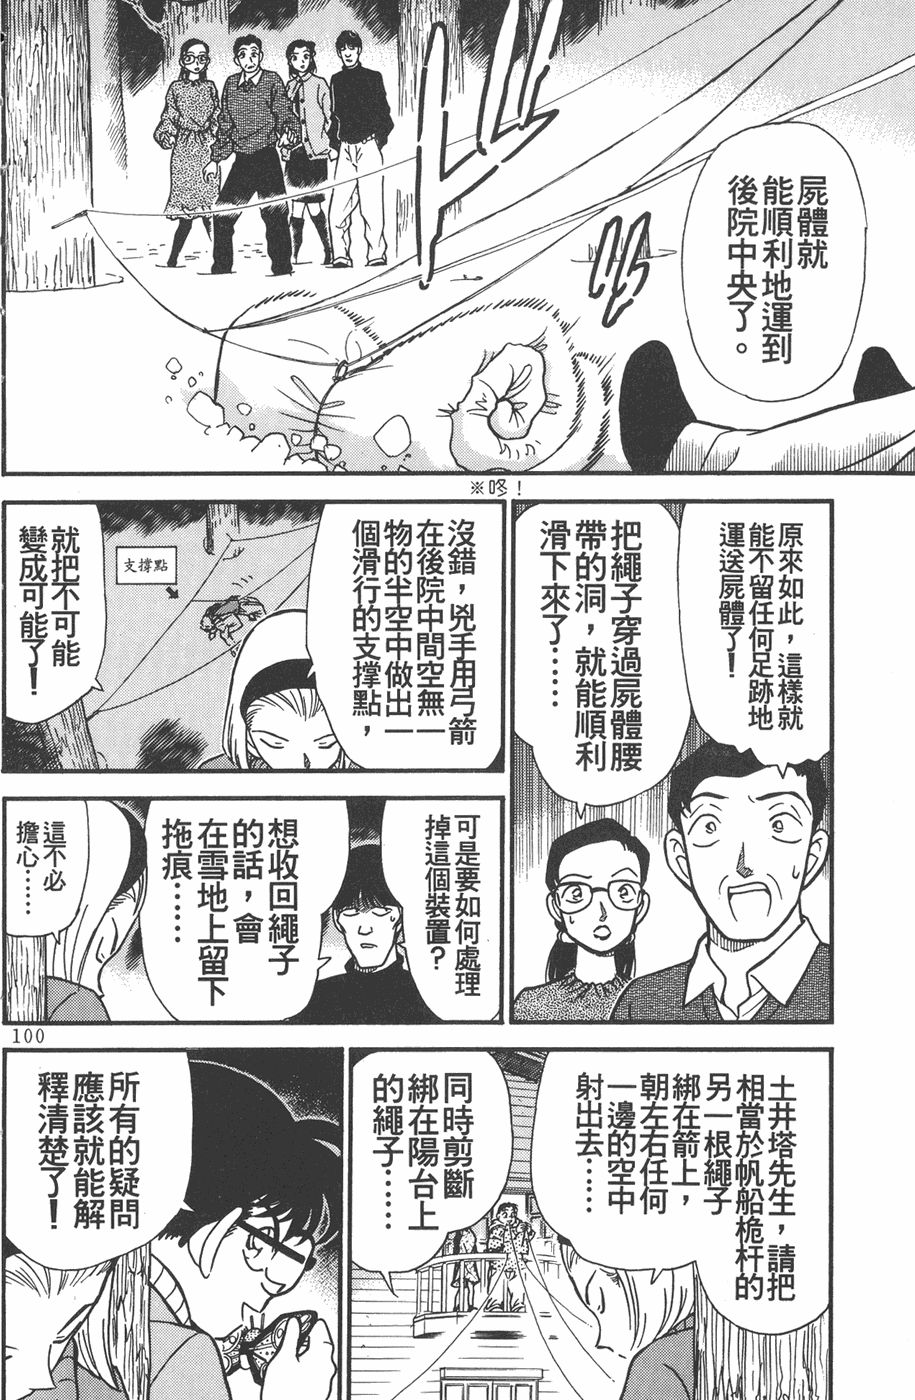 屍體就
能順利地運到
後院中央了。
※咚！
原來如此，這樣就
能不留任何足跡地
運送屍體了！
把繩子穿過屍體腰
帶的洞，就能順利
滑下來了……
沒錯，兇手用弓箭
在後院中間空無一
物的半空中做出一
個滑行的支撐點，
支撐點
就把不可能
變成可能了！
可是要如何處理
掉這個裝置？
想收回繩子
的話，會
在雪地上留下
拖痕……
這不必
擔心……
100
土井塔先生，請把
相當於帆船桅杆的
另一根繩子
綁在箭上，
朝左右任何
一邊的空中
射出去……
同時剪斷
綁在陽台上
的繩子……
所有的疑問
應該就能解
釋清楚了！